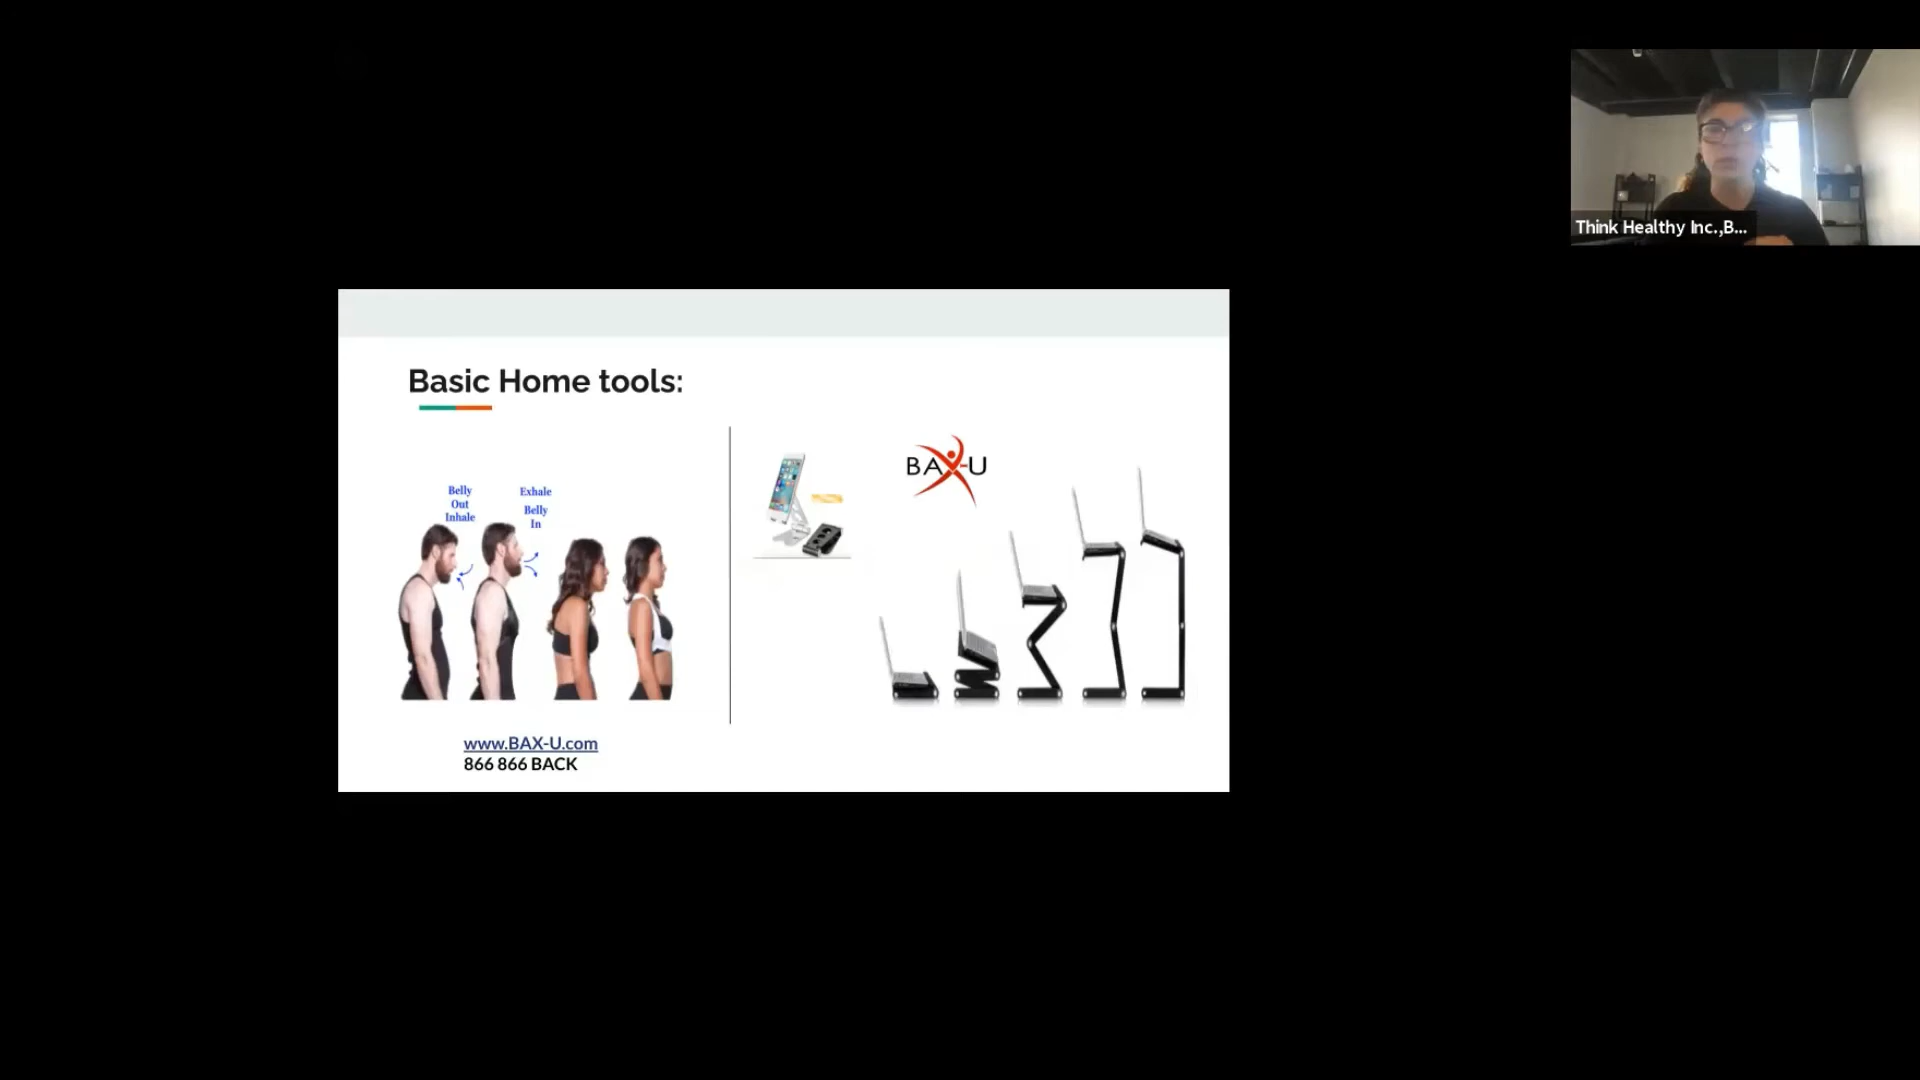 Think Healthy Inc.,B...
Basic Home tools:
Belly
Out
Inhale
Exhale
Belly
In
BAX-U
www.BAX-U.com
866 866 BACK